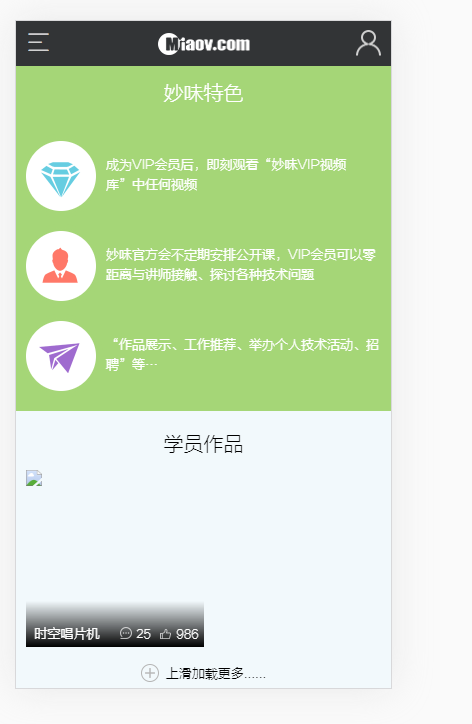 Miaov.com
妙味特色
成为VIP会员后，即刻观看“妙味VIP视频
库”中任何视频
妙味官方会不定期安排公开课，VIP会员可以零
距离与讲师接触、探讨各种技术问题
“作品展示、工作推荐、举办个人技术活动、招
聘”等…
学员作品
时空唱片机 25 986
上滑加载更多......